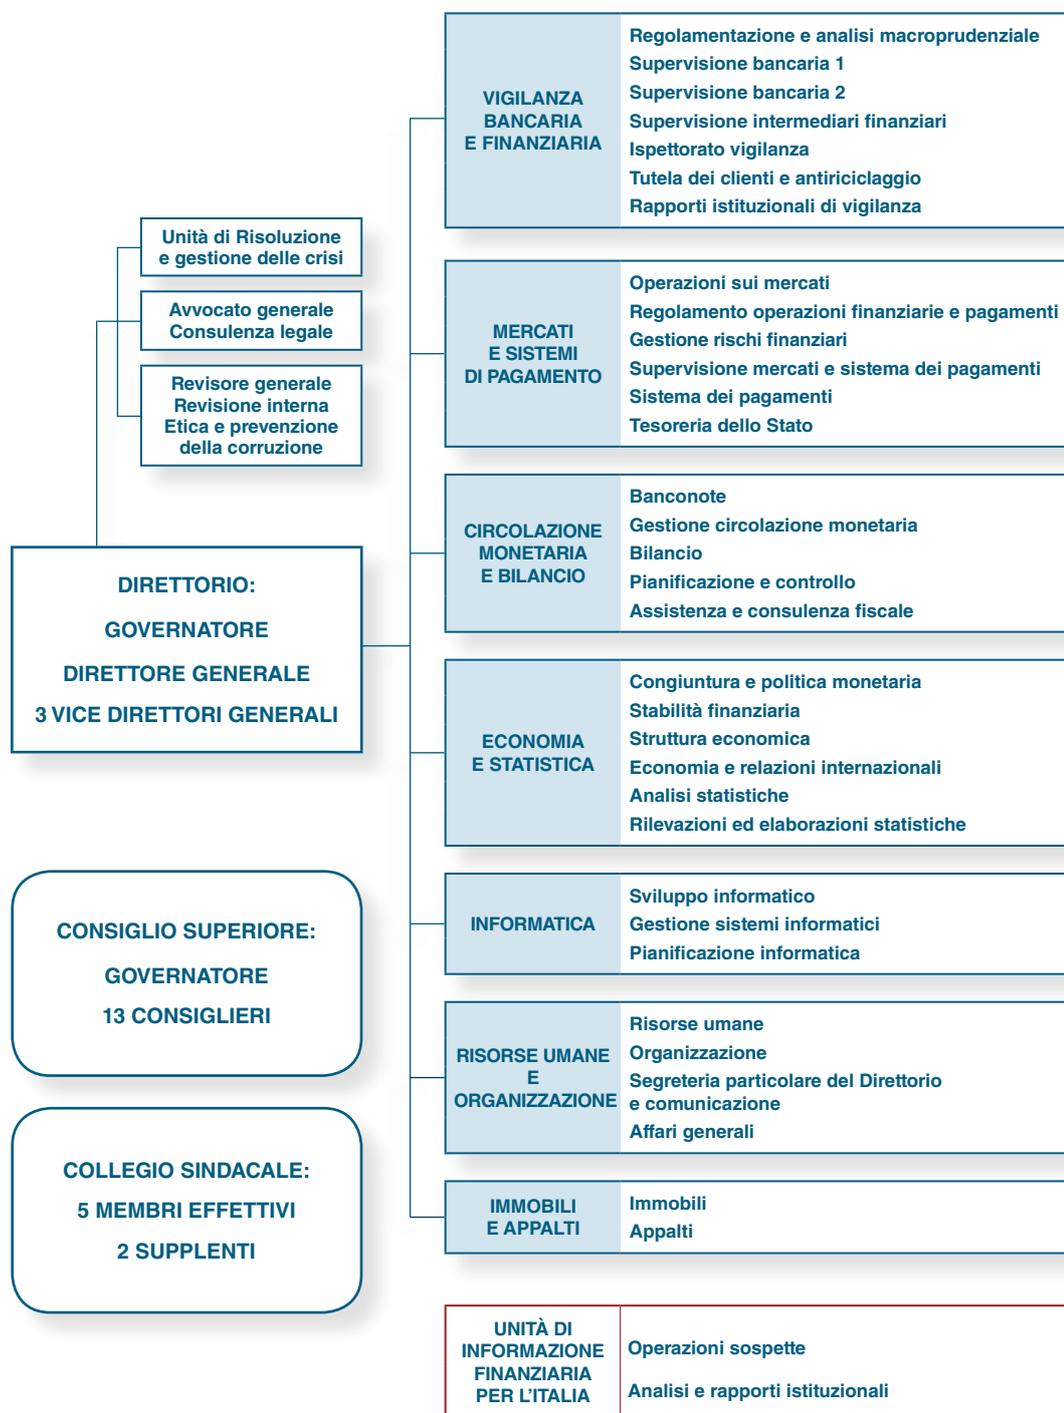 Unità di Risoluzione
e gestione delle crisi
Avvocato generale
Consulenza legale
Revisore generale
Revisione interna
Etica e prevenzione
della corruzione
DIRETTORIO:
GOVERNATORE
DIRETTORE GENERALE
3 VICE DIRETTORI GENERALI
CONSIGLIO SUPERIORE:
GOVERNATORE
13 CONSIGLIERI
COLLEGIO SINDACALE:
5 MEMBRI EFFETTIVI
2 SUPPLENTI
VIGILANZA
BANCARIA
E FINANZIARIA
Regolamentazione e analisi macroprudenziale
Supervisione bancaria 1
Supervisione bancaria 2
Supervisione intermediari finanziari
Ispettorato vigilanza
Tutela dei clienti e antiriciclaggio
Rapporti istituzionali di vigilanza
MERCATI
E SISTEMI
DI PAGAMENTO
Operazioni sui mercati
Regolamento operazioni finanziarie e pagamenti
Gestione rischi finanziari
Supervisione mercati e sistema dei pagamenti
Sistema dei pagamenti
Tesoreria dello Stato
CIRCOLAZIONE
MONETARIA
E BILANCIO
Banconote
Gestione circolazione monetaria
Bilancio
Pianificazione e controllo
Assistenza e consulenza fiscale
ECONOMIA
E STATISTICA
Congiuntura e politica monetaria
Stabilità finanziaria
Struttura economica
Economia e relazioni internazionali
Analisi statistiche
Rilevazioni ed elaborazioni statistiche
INFORMATICA
Sviluppo informatico
Gestione sistemi informatici
Pianificazione informatica
RISORSE UMANE
E
ORGANIZZAZIONE
Risorse umane
Organizzazione
Segreteria particolare del Direttorio
e comunicazione
Affari generali
IMMOBILI
E APPALTI
Immobili
Appalti
UNITÀ DI
INFORMAZIONE
FINANZIARIA
PER L'ITALIA
Operazioni sospette
Analisi e rapporti istituzionali